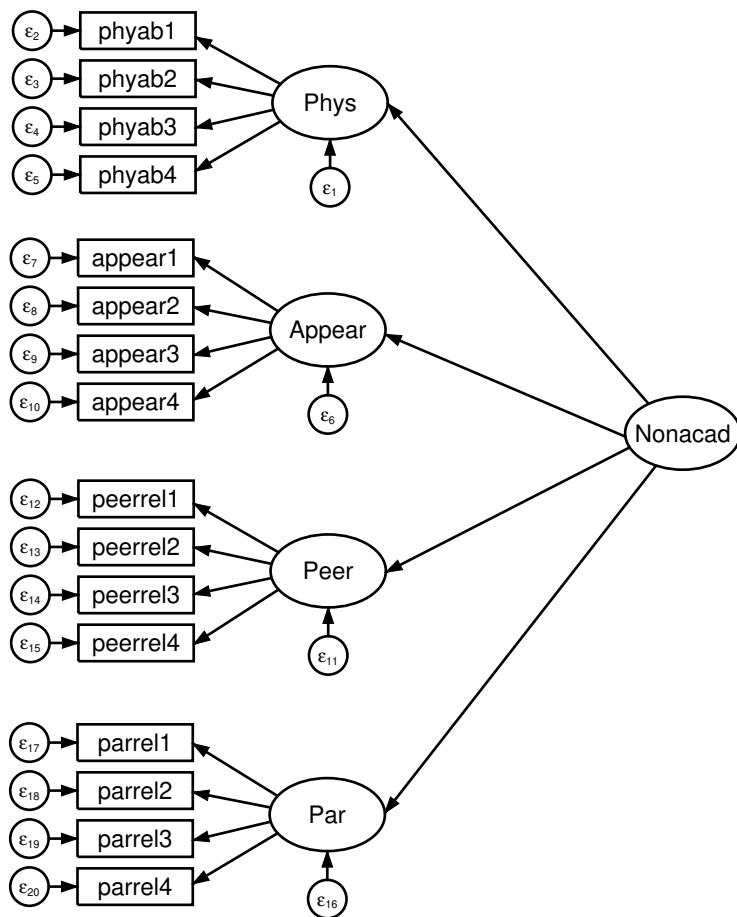 ε2 phyab1
ε3 phyab2
ε4 phyab3
ε5 phyab4
Phys
ε1
ε7 appear1
ε8 appear2
ε9 appear3
ε10 appear4
Appear
ε6
Nonacad
ε12 peerrel1
ε13 peerrel2
ε14 peerrel3
ε15 peerrel4
Peer
ε11
ε17 parrel1
ε18 parrel2
ε19 parrel3
ε20 parrel4
Par
ε16